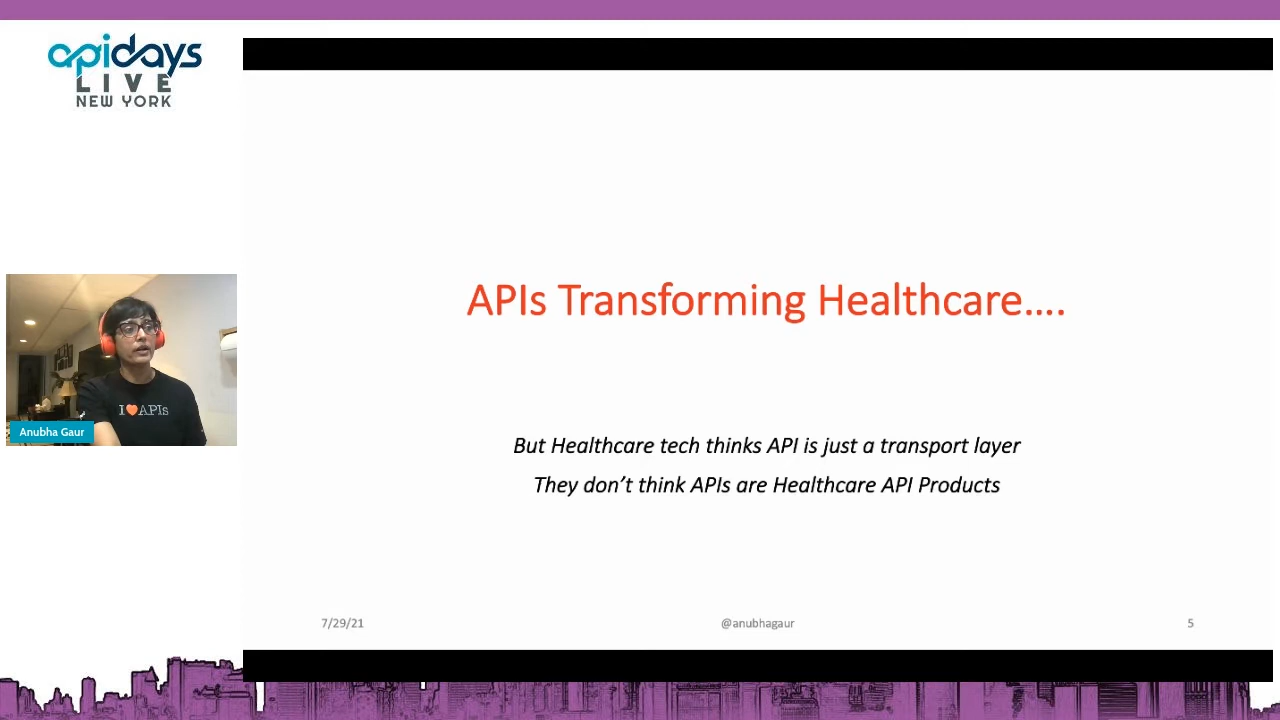 apidays
LIVE
NEW YORK
APIs Transforming Healthcare....
I❤APIs
Anubha Gaur
But Healthcare tech thinks API is just a transport layer
They don't think APIs are Healthcare API Products
7/29/21
@anubhagaur
5